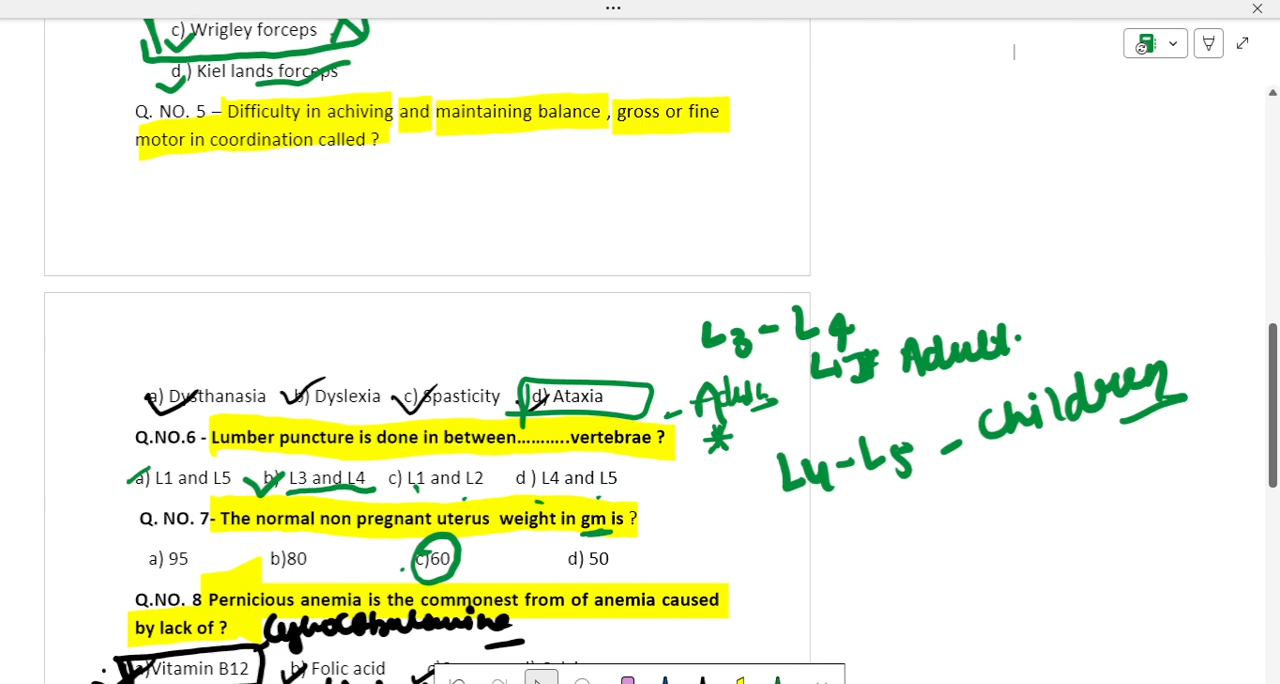 c) Wrigley forceps
d ) Kiel lands forceps
Q. NO. 5 – Difficulty in achiving and maintaining balance , gross or fine
motor in coordination called ?
L3 - L4
Adult.
- Adult
*
L4-L5 - children
a) Dysthanasia b) Dyslexia c) Spasticity d) Ataxia
Q.NO.6 - Lumber puncture is done in between………..vertebrae ?
a) L1 and L5 b) L3 and L4 c) L1 and L2 d ) L4 and L5
Q. NO. 7- The normal non pregnant uterus weight in gm is ?
a) 95 b)80 c)60 d) 50
Q.NO. 8 Pernicious anemia is the commonest from of anemia caused
by lack of ? Cynocobalamine
a)Vitamin B12 b) Folic acid